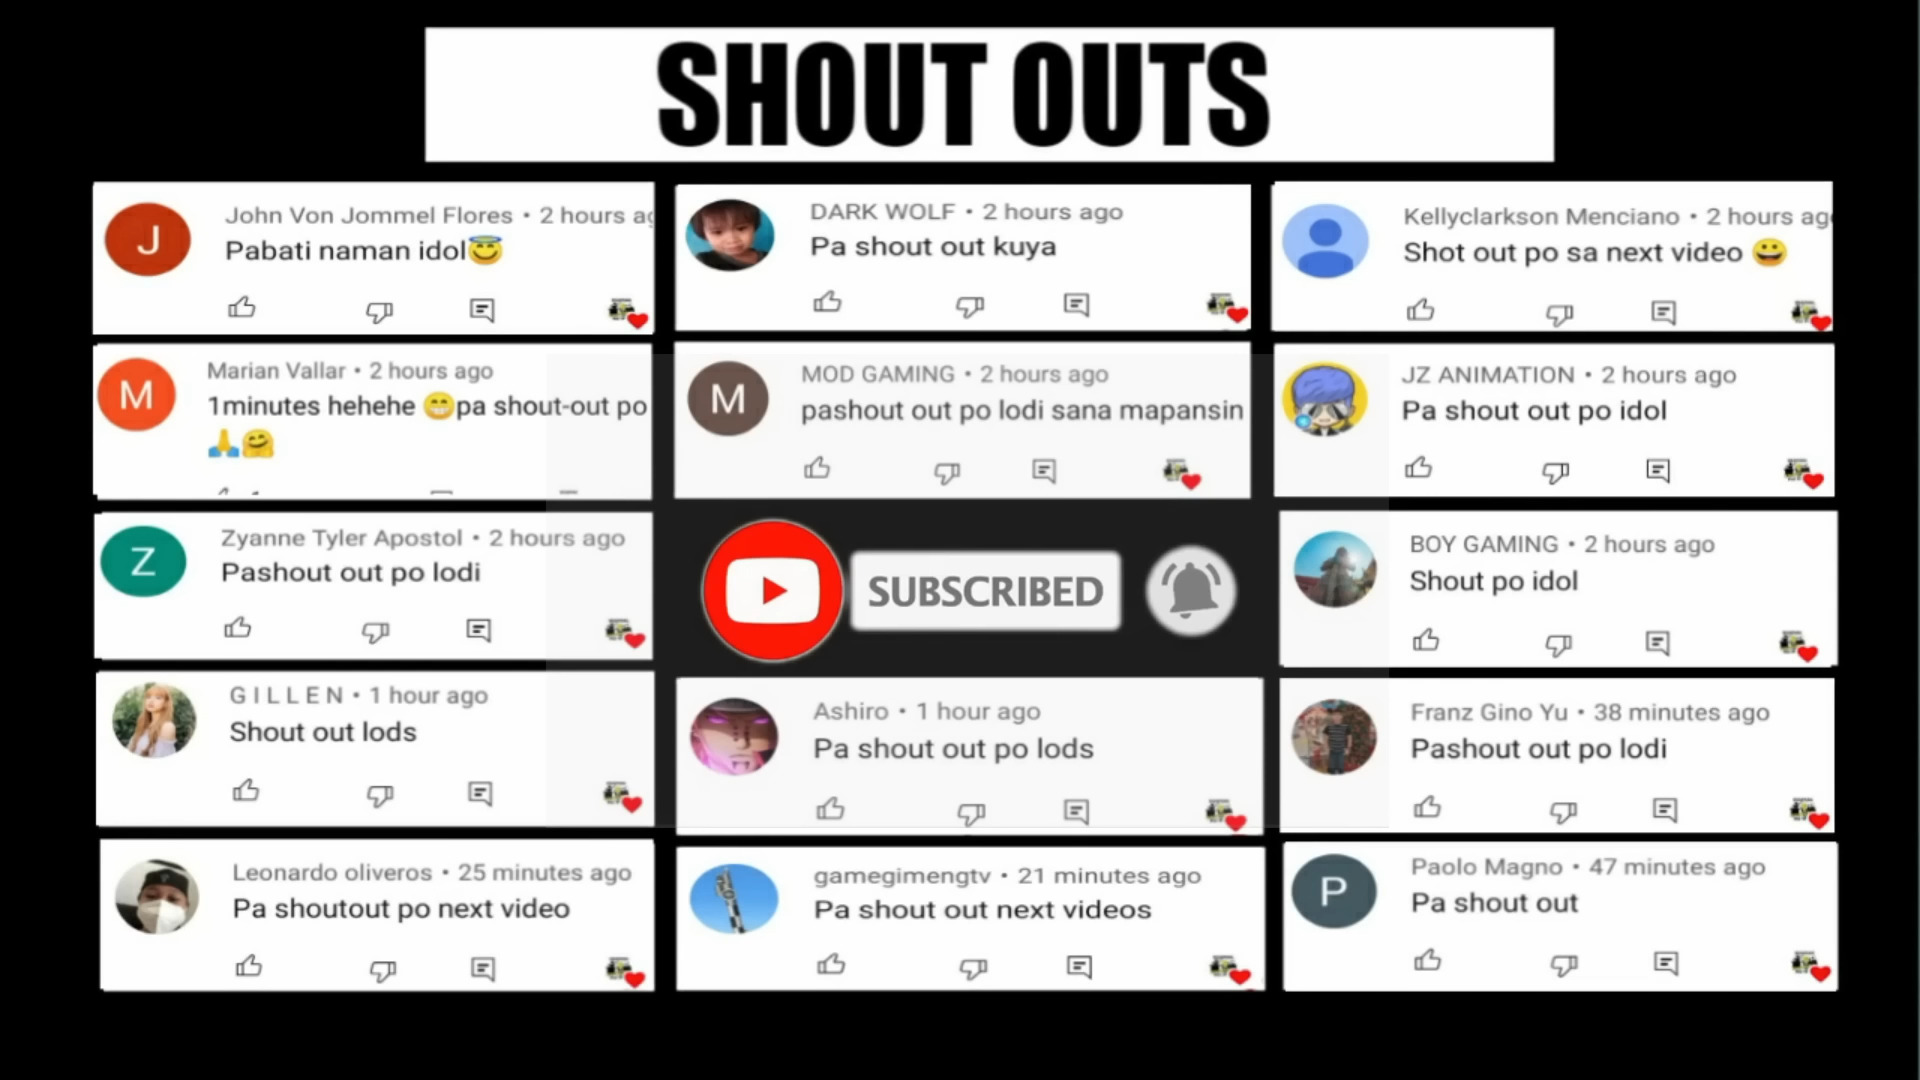 SHOUT OUTS
J
John Von Jommel Flores • 2 hours ag
Pabati naman idol😇
DARK WOLF • 2 hours ago
Pa shout out kuya
Kellyclarkson Menciano • 2 hours ag
Shot out po sa next video 😀
M
Marian Vallar • 2 hours ago
1minutes hehehe 😁pa shout-out po
🙏🤗
M
MOD GAMING • 2 hours ago
pashout out po lodi sana mapansin
JZ ANIMATION • 2 hours ago
Pa shout out po idol
Z
Zyanne Tyler Apostol • 2 hours ago
Pashout out po lodi
SUBSCRIBED
BOY GAMING • 2 hours ago
Shout po idol
G I L L E N • 1 hour ago
Shout out lods
Ashiro • 1 hour ago
Pa shout out po lods
Franz Gino Yu • 38 minutes ago
Pashout out po lodi
Leonardo oliveros • 25 minutes ago
Pa shoutout po next video
gamegimengtv • 21 minutes ago
Pa shout out next videos
P
Paolo Magno • 47 minutes ago
Pa shout out